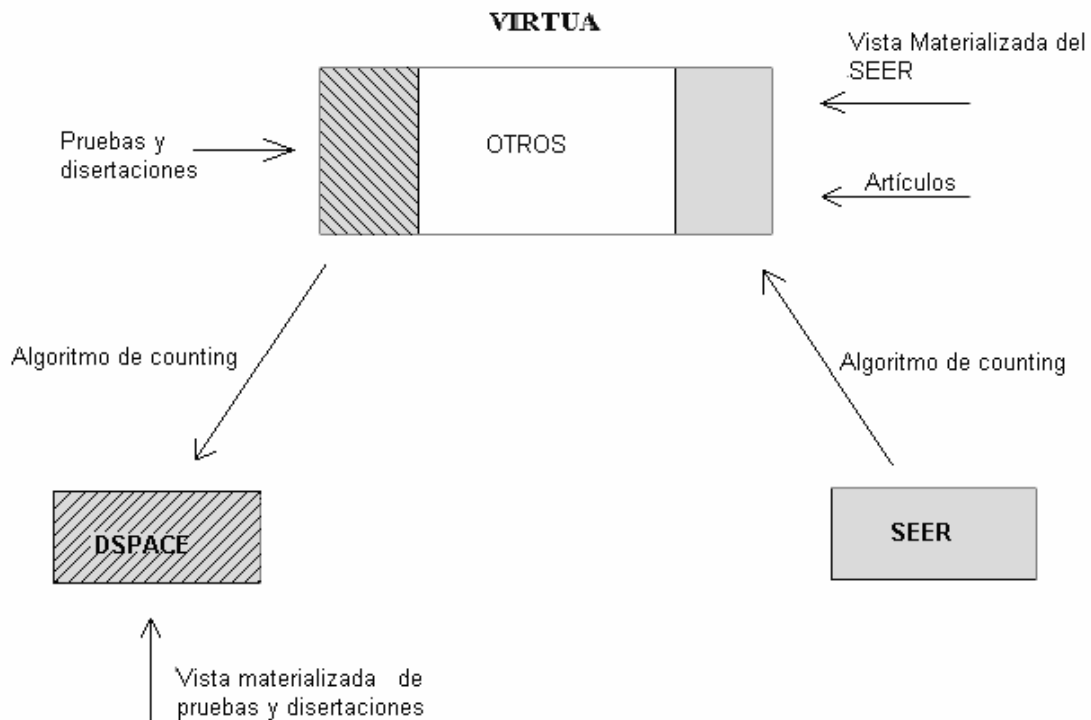 VIRTUA
Vista Materializada del
SEER
Pruebas y
disertaciones
OTROS
Artículos
Algoritmo de counting
Algoritmo de counting
DSPACE
SEER
Vista materializada de
pruebas y disertaciones